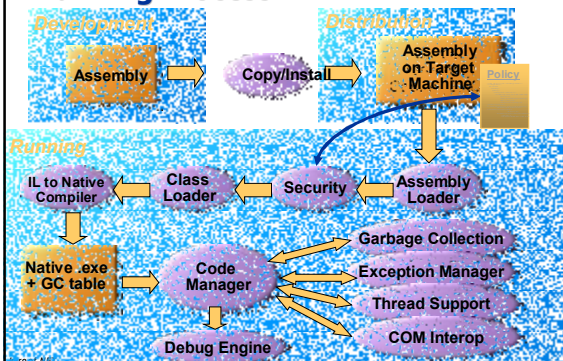 Development
Distribution
Assembly
Copy/Install
Assembly
on Target
Machine
Policy
Running
IL to Native
Compiler
Class
Loader
Security
Assembly
Loader
Native .exe
+ GC table
Code
Manager
Garbage Collection
Exception Manager
Thread Support
COM Interop
Debug Engine